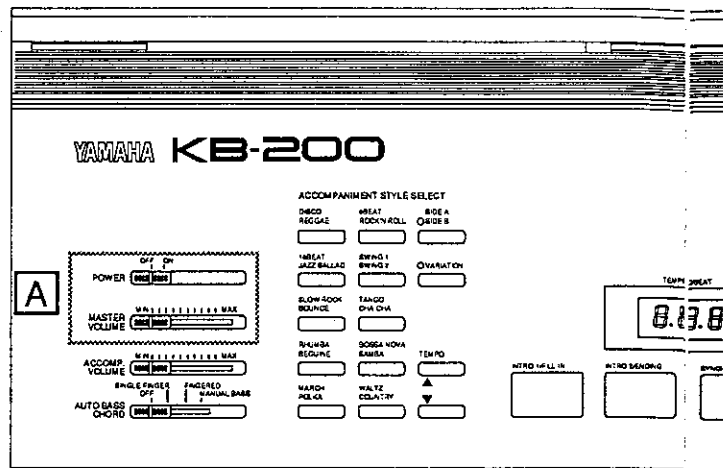 YAMAHA KB-200
ACCOMPANIMENT STYLE SELECT
DISCO
REGGAE
8BEAT
ROCK'N ROLL
SIDE A
SIDE B
16BEAT
JAZZ BALLAD
SWING 1
SWING 2
VARIATION
SLOW ROCK
BOUNCE
TANGO
CHA CHA
RHUMBA
BEGUINE
BOSSA NOVA
SAMBA
TEMPO
MARCH
POLKA
WALTZ
COUNTRY
A
OFF ON
POWER
MIN MAX
MASTER
VOLUME
MIN MAX
ACCOMP.
VOLUME
SINGLE FINGER FINGERED
OFF MANUAL BASS
AUTO BASS
CHORD
INTRO/FILL IN
INTRO/ENDING